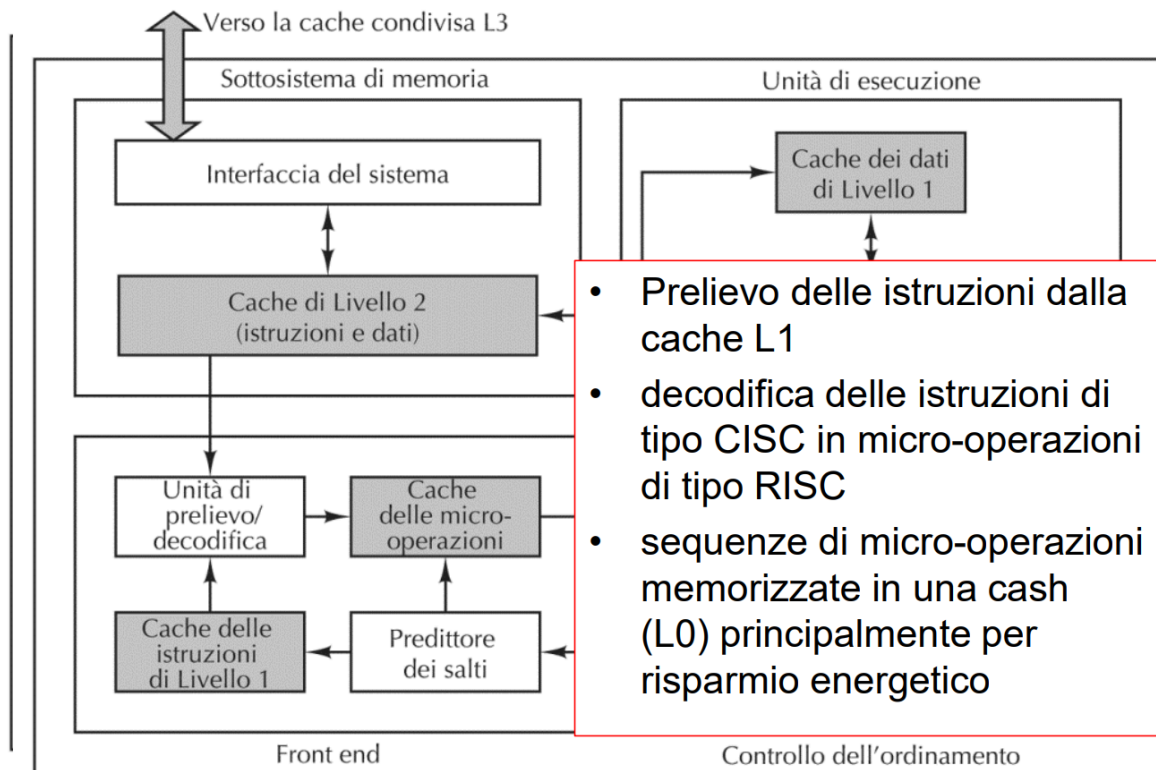 Verso la cache condivisa L3
Sottosistema di memoria
Unità di esecuzione
Interfaccia del sistema
Cache dei dati
di Livello 1
Cache di Livello 2
(istruzioni e dati)
• Prelievo delle istruzioni dalla
cache L1
• decodifica delle istruzioni di
tipo CISC in micro-operazioni
di tipo RISC
• sequenze di micro-operazioni
memorizzate in una cash
(L0) principalmente per
risparmio energetico
Unità di
prelievo/
decodifica
Cache
delle micro-
operazioni
Cache delle
istruzioni
di Livello 1
Predittore
dei salti
Front end
Controllo dell'ordinamento